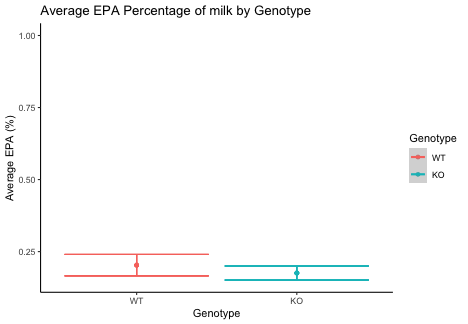 Average EPA Percentage of milk by Genotype
1.00
0.75
0.50
0.25
Average EPA (%)
WT
KO
Genotype
Genotype
WT
KO